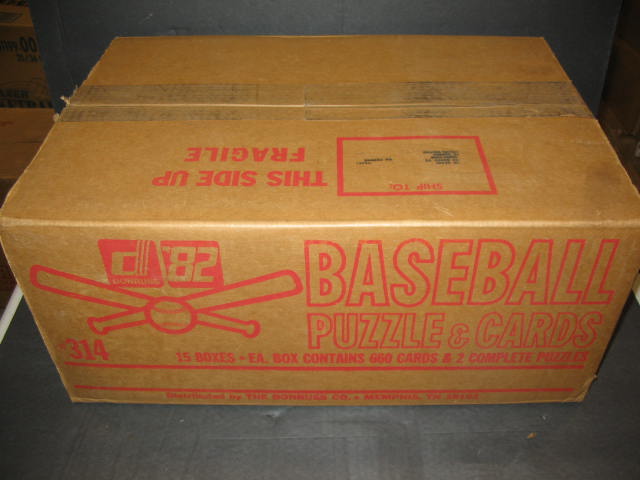 THIS SIDE UP
FRAGILE
SHIP TO:
d '82
DONRUSS
BASEBALL
PUZZLE & CARDS
#314
15 BOXES • EA. BOX CONTAINS 660 CARDS & 2 COMPLETE PUZZLES
Distributed by THE DONRUSS CO. • MEMPHIS, TN